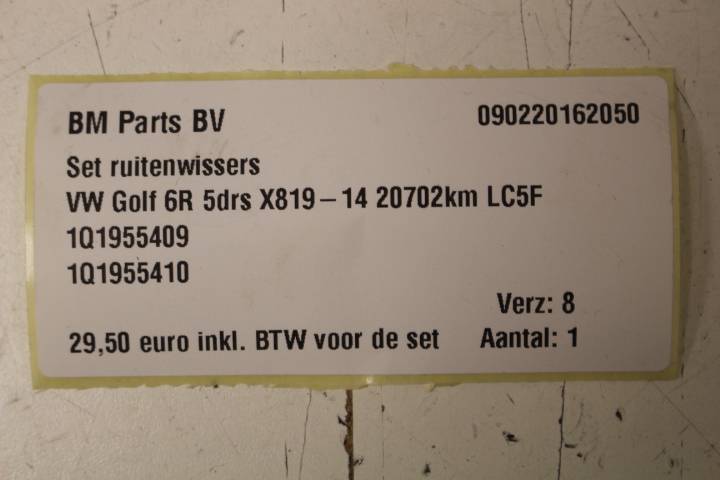 BM Parts BV 090220162050
Set ruitenwissers
VW Golf 6R 5drs X819-14 20702km LC5F
1Q1955409
1Q1955410
Verz: 8
29,50 euro inkl. BTW voor de set Aantal: 1